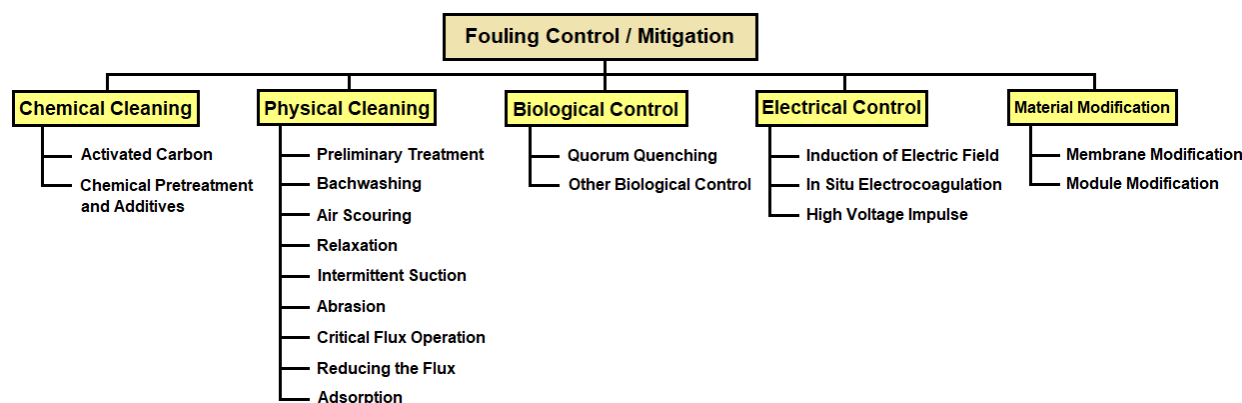 Fouling Control / Mitigation
Chemical Cleaning
Activated Carbon
Chemical Pretreatment
and Additives
Physical Cleaning
Preliminary Treatment
Bachwashing
Air Scouring
Relaxation
Intermittent Suction
Abrasion
Critical Flux Operation
Reducing the Flux
Adsorption
Biological Control
Quorum Quenching
Other Biological Control
Electrical Control
Induction of Electric Field
In Situ Electrocoagulation
High Voltage Impulse
Material Modification
Membrane Modification
Module Modification